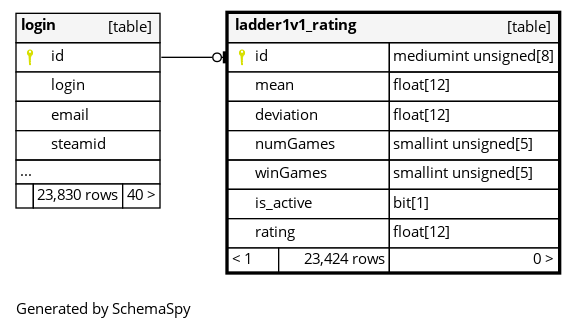 login [table]
id
login
email
steamid
...
23,830 rows 40 >
ladder1v1_rating [table]
id mediumint unsigned[8]
mean float[12]
deviation float[12]
numGames smallint unsigned[5]
winGames smallint unsigned[5]
is_active bit[1]
rating float[12]
< 1 23,424 rows 0 >
Generated by SchemaSpy